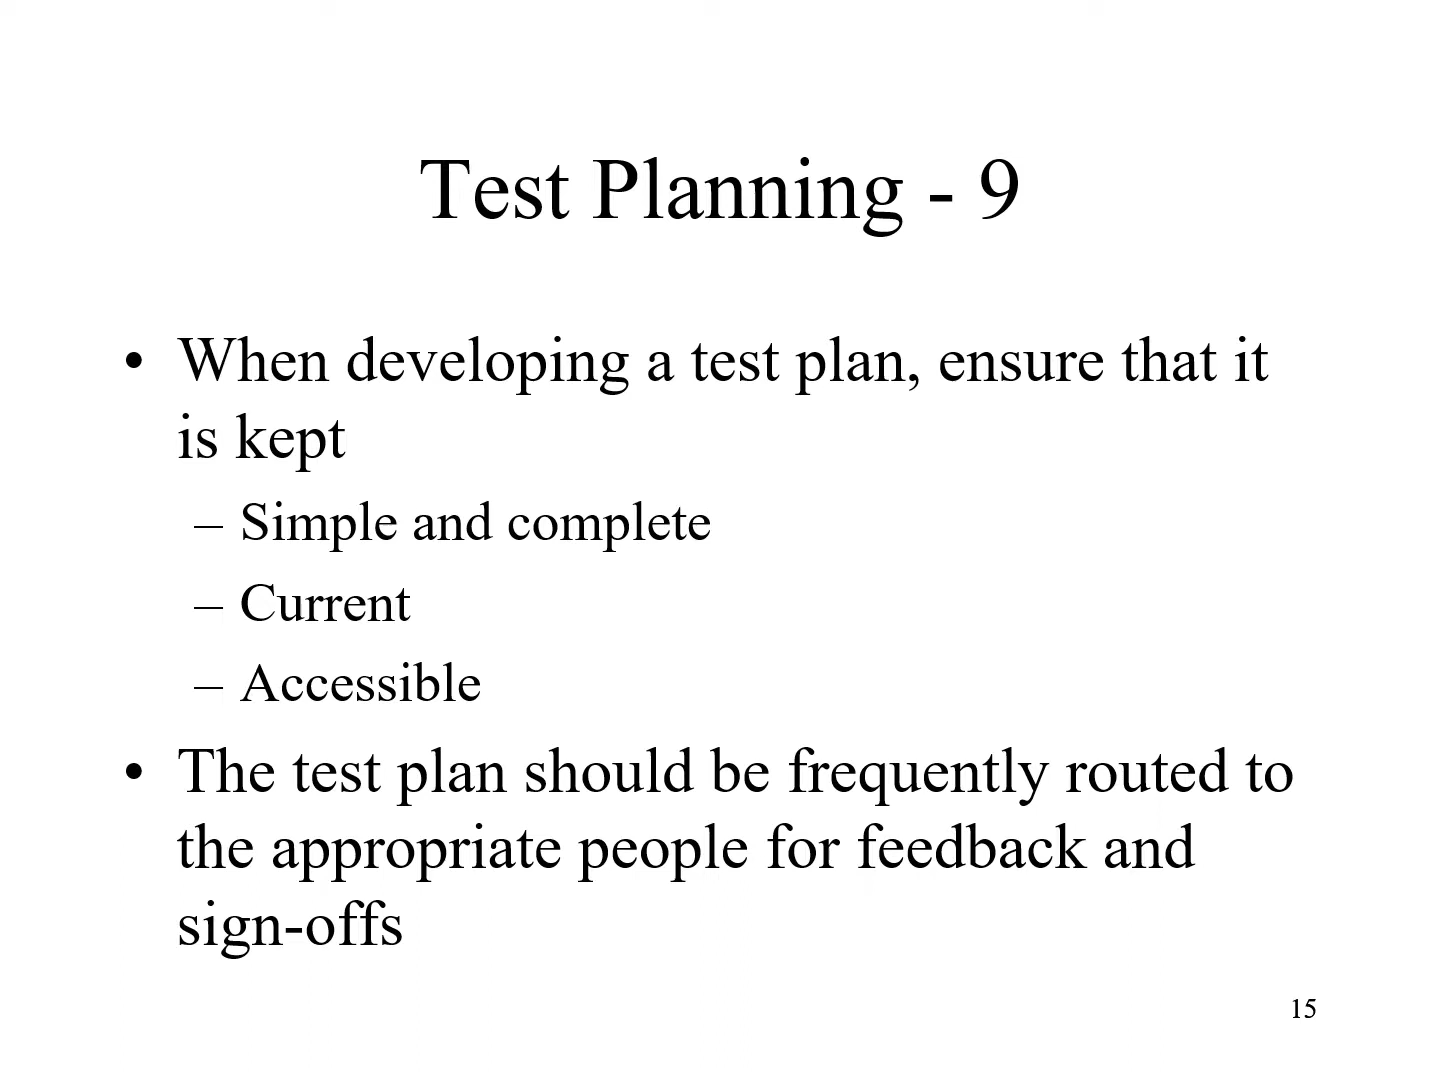 Test Planning - 9
• When developing a test plan, ensure that it
is kept
– Simple and complete
– Current
– Accessible
• The test plan should be frequently routed to
the appropriate people for feedback and
sign-offs
15